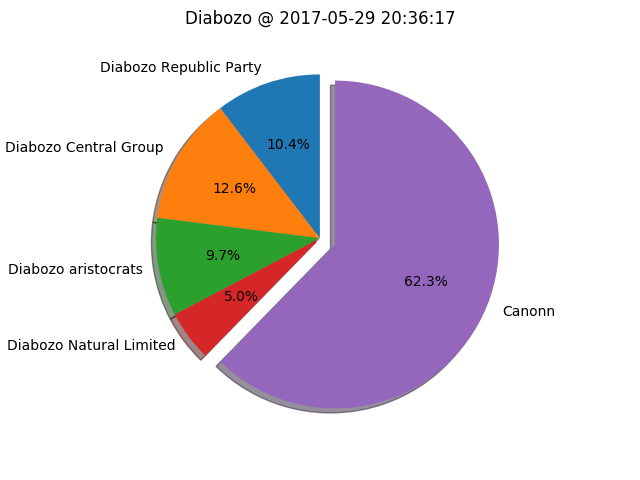 Diabozo @ 2017-05-29 20:36:17
Diabozo Republic Party
10.4%
Diabozo Central Group
12.6%
Diabozo aristocrats
9.7%
Diabozo Natural Limited
5.0%
62.3%
Canonn